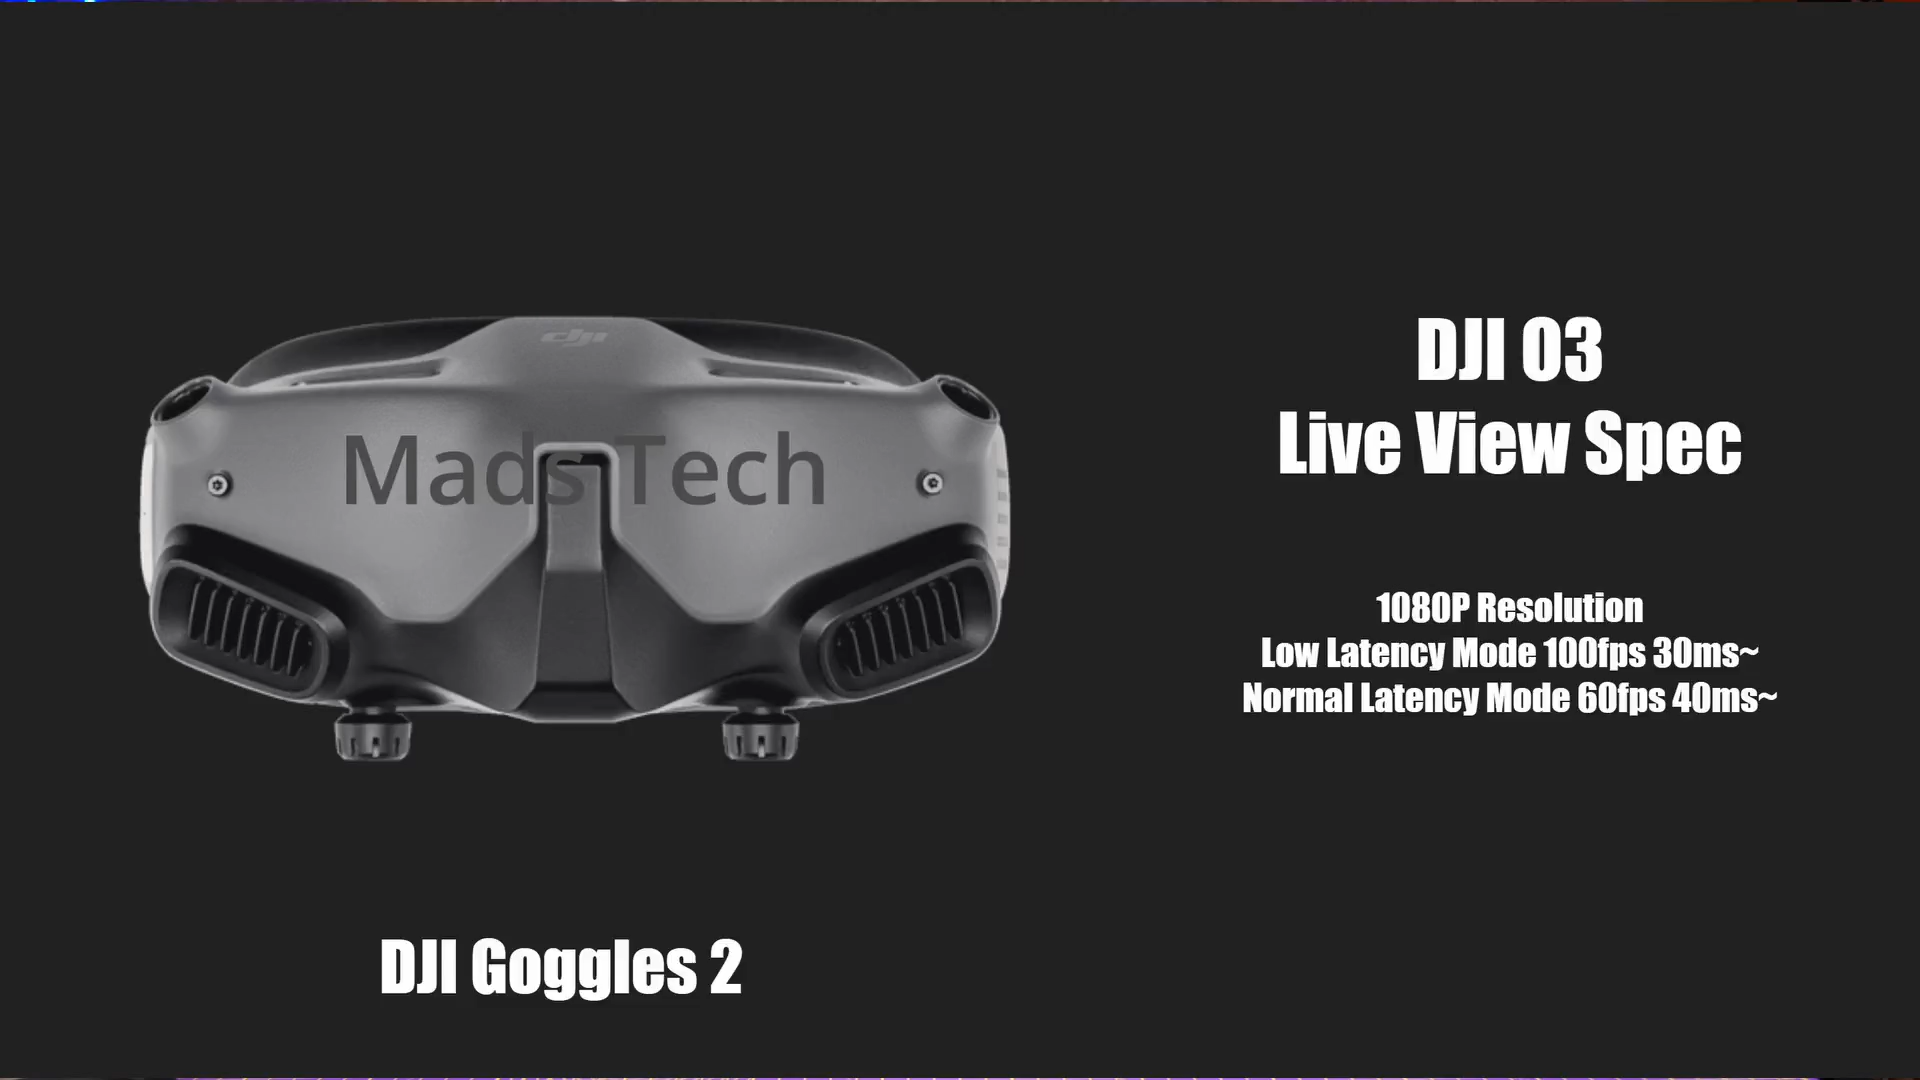 dji
Mads Tech
DJI Goggles 2
DJI O3
Live View Spec
1080P Resolution
Low Latency Mode 100fps 30ms~
Normal Latency Mode 60fps 40ms~